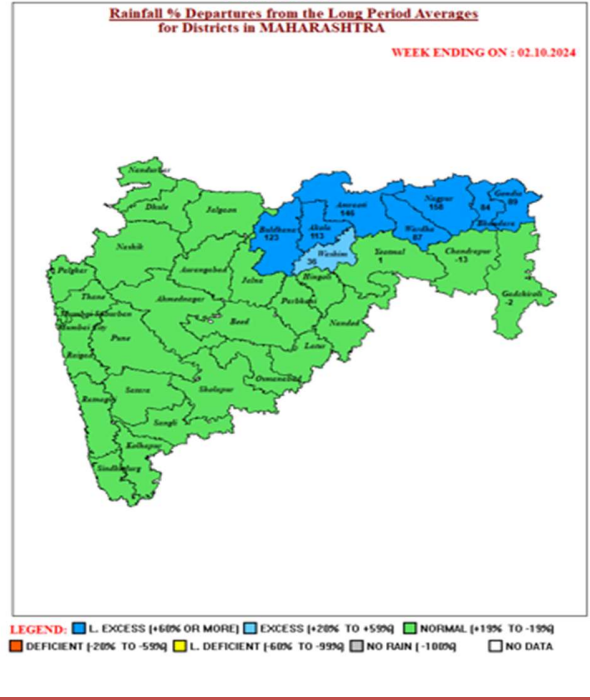 Rainfall % Departures from the Long Period Averages
for Districts in MAHARASHTRA
WEEK ENDING ON : 02.10.2024
Nandurbar
Dhule
Jalgaon
Buldhana
123
Akola
113
Amravati
146
Nagpur
158
84
Bhandara
Gondia
89
Wardha
87
Washim
36
Nashik
Aurangabad
Jalna
Hingoli
Yavatmal
1
Chandrapur
-13
Gadchiroli
-2
Palghar
Thane
Ahmednagar
Parbhani
Mumbai Suburban
Mumbai City
Pune
Beed
Nanded
Raigad
Latur
Satara
Sholapur
Osmanabad
Ratnagiri
Sangli
Kolhapur
Sindhudurg
LEGEND: L. EXCESS [+60% OR MORE] EXCESS [+20% TO +59%] NORMAL [+19% TO -19%]
DEFICIENT [-20% TO -59%] L. DEFICIENT [-60% TO -99%] NO RAIN [-100%] NO DATA